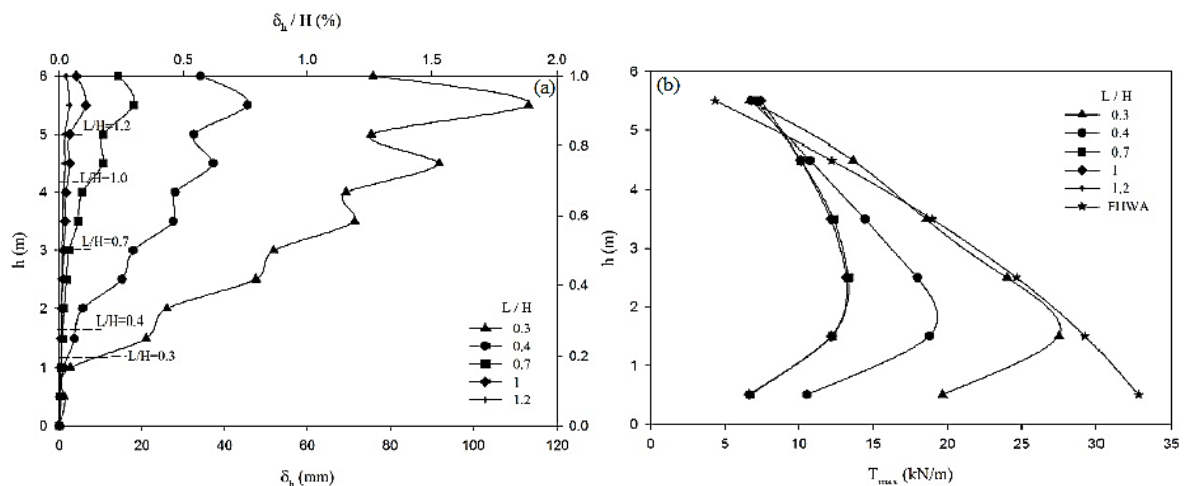 δh / H (%)
0.0 0.5 1.0 1.5 2.0
(a)
6
5
4
3
2
1
0
h (m)
1.0
0.8
0.6
0.4
0.2
0.0
L/H=1.2
L/H=1.0
L/H=0.7
L/H=0.4
L/H=0.3
L / H
0.3
0.4
0.7
1
1.2
0 20 40 60 80 100 120
δh (mm)
(b)
6
5
4
3
2
1
0
h (m)
L / H
0.3
0.4
0.7
1
1,2
FHWA
0 5 10 15 20 25 30 35
Tmax (kN/m)